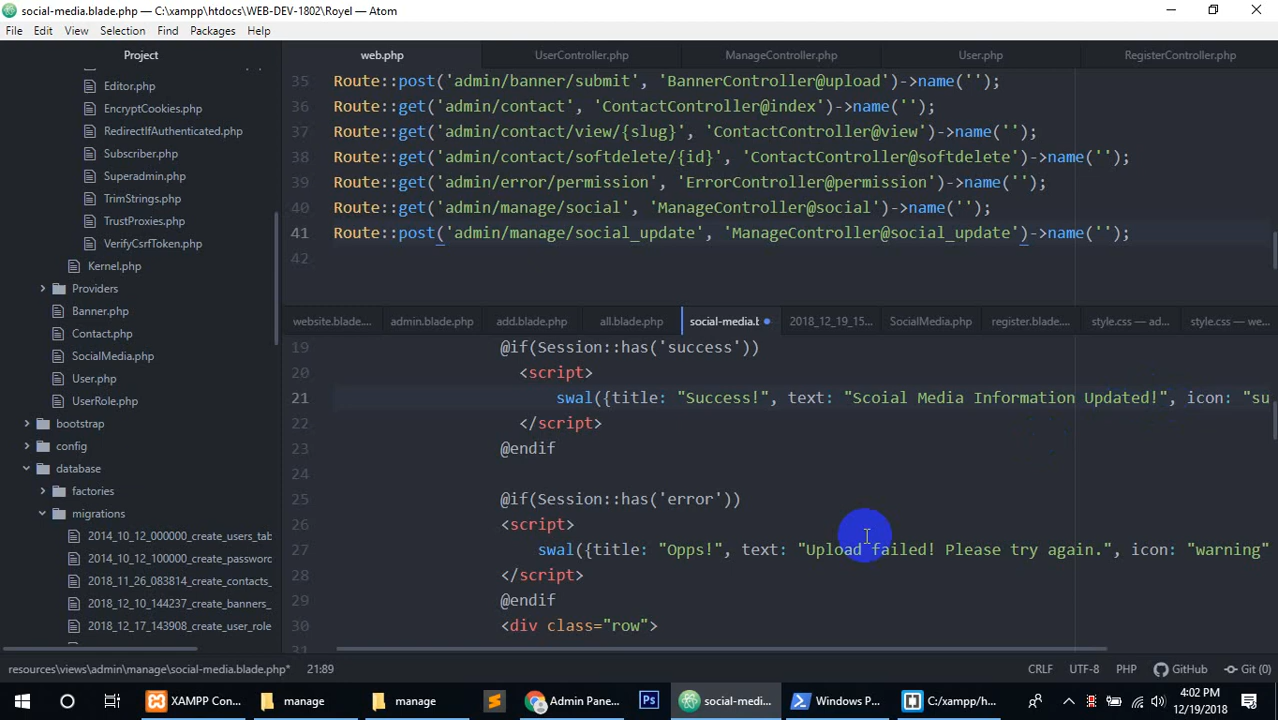 social-media.blade.php — C:\xampp\htdocs\WEB-DEV-1802\Royel — Atom
File Edit View Selection Find Packages Help
Project
Editor.php
EncryptCookies.php
RedirectIfAuthenticated.php
Subscriber.php
Superadmin.php
TrimStrings.php
TrustProxies.php
VerifyCsrfToken.php
Kernel.php
Providers
Banner.php
Contact.php
SocialMedia.php
User.php
UserRole.php
bootstrap
config
database
factories
migrations
2014_10_12_000000_create_users_tab
2014_10_12_100000_create_password
2018_11_26_083814_create_contacts_
2018_12_10_144237_create_banners_
2018_12_17_143908_create_user_role
web.php UserController.php ManageController.php User.php RegisterController.php
35 Route::post('admin/banner/submit', 'BannerController@upload')->name('');
36 Route::get('admin/contact', 'ContactController@index')->name('');
37 Route::get('admin/contact/view/{slug}', 'ContactController@view')->name('');
38 Route::get('admin/contact/softdelete/{id}', 'ContactController@softdelete')->name('');
39 Route::get('admin/error/permission', 'ErrorController@permission')->name('');
40 Route::get('admin/manage/social', 'ManageController@social')->name('');
41 Route::post('admin/manage/social_update', 'ManageController@social_update')->name('');
42
website.blade.... admin.blade.php add.blade.php all.blade.php social-media.b 2018_12_19_15... SocialMedia.php register.blade.... style.css — ad... style.css — we...
19 @if(Session::has('success'))
20 <script>
21 swal({title: "Success!", text: "Scoial Media Information Updated!", icon: "su
22 </script>
23 @endif
24
25 @if(Session::has('error'))
26 <script>
27 swal({title: "Opps!", text: "Upload failed! Please try again.", icon: "warning"
28 </script>
29 @endif
30 <div class="row">
31
resources\views\admin\manage\social-media.blade.php* 21:89 CRLF UTF-8 PHP GitHub Git (0)
XAMPP Con... manage manage Admin Pane... Ps social-medi... Windows P... C:/xampp/h... 4:02 PM
12/19/2018